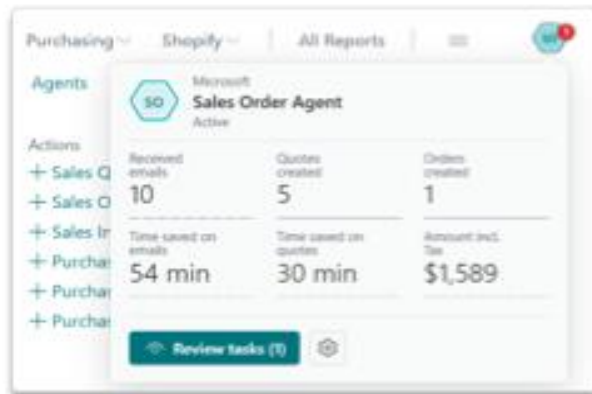 Purchasing Shopify All Reports
Agents
Microsoft
SO Sales Order Agent
Active
Actions
+ Sales Q
+ Sales O
+ Sales In
+ Purchas
+ Purchas
+ Purchas
Received emails
10
Quotes created
5
Orders created
1
Time saved on emails
54 min
Time saved on quotes
30 min
Amount incl. Tax
$1,589
Review tasks (1)